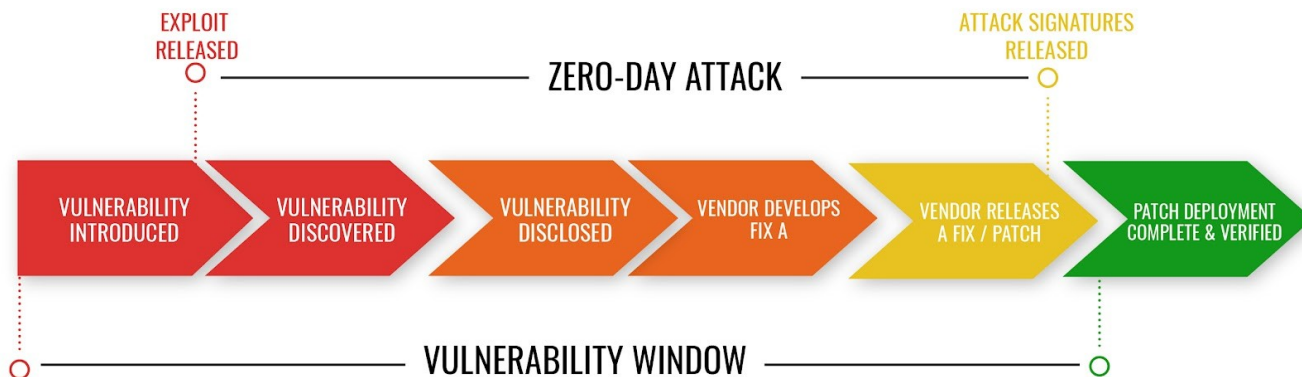 EXPLOIT
RELEASED
ATTACK SIGNATURES
RELEASED
ZERO-DAY ATTACK
VULNERABILITY
INTRODUCED
VULNERABILITY
DISCOVERED
VULNERABILITY
DISCLOSED
VENDOR DEVELOPS
FIX A
VENDOR RELEASES
A FIX / PATCH
PATCH DEPLOYMENT
COMPLETE & VERIFIED
VULNERABILITY WINDOW